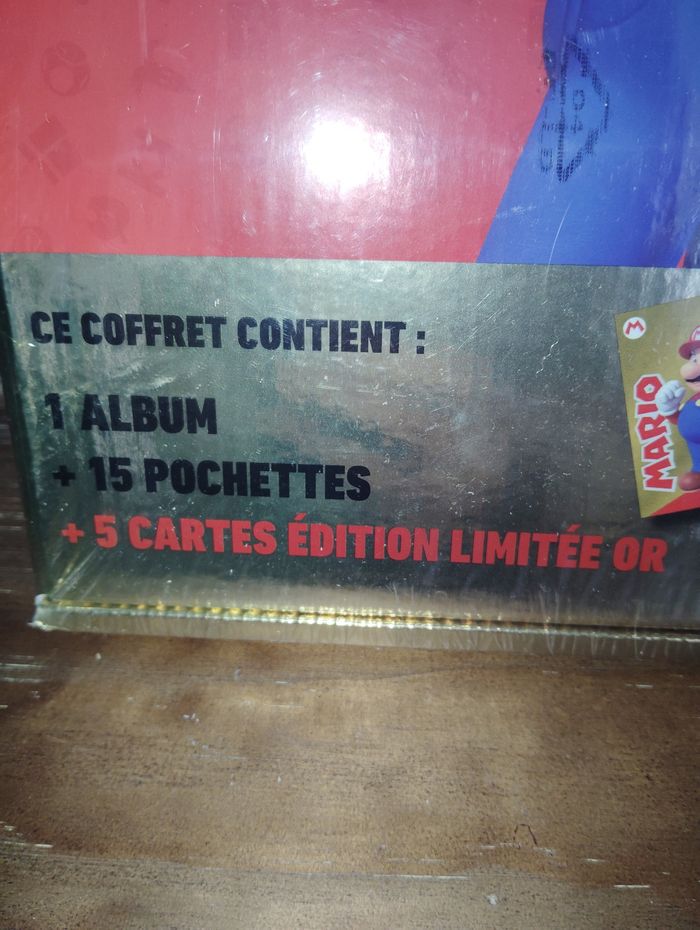 CE COFFRET CONTIENT :
1 ALBUM
+ 15 POCHETTES
+ 5 CARTES ÉDITION LIMITÉE OR
M
MARIO